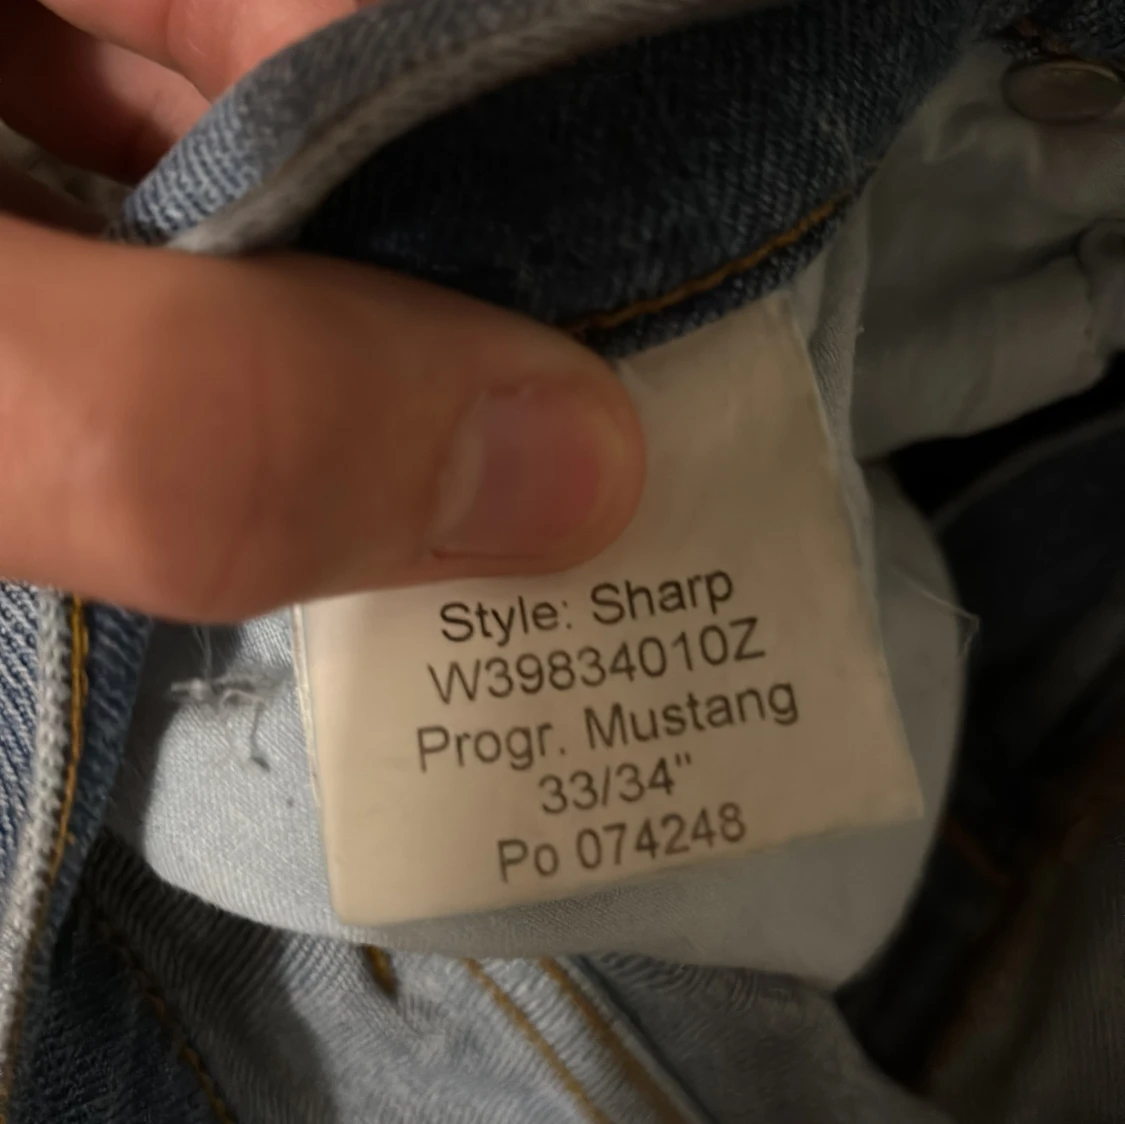 Style: Sharp
W39834010Z
Progr. Mustang
33/34"
Po 074248